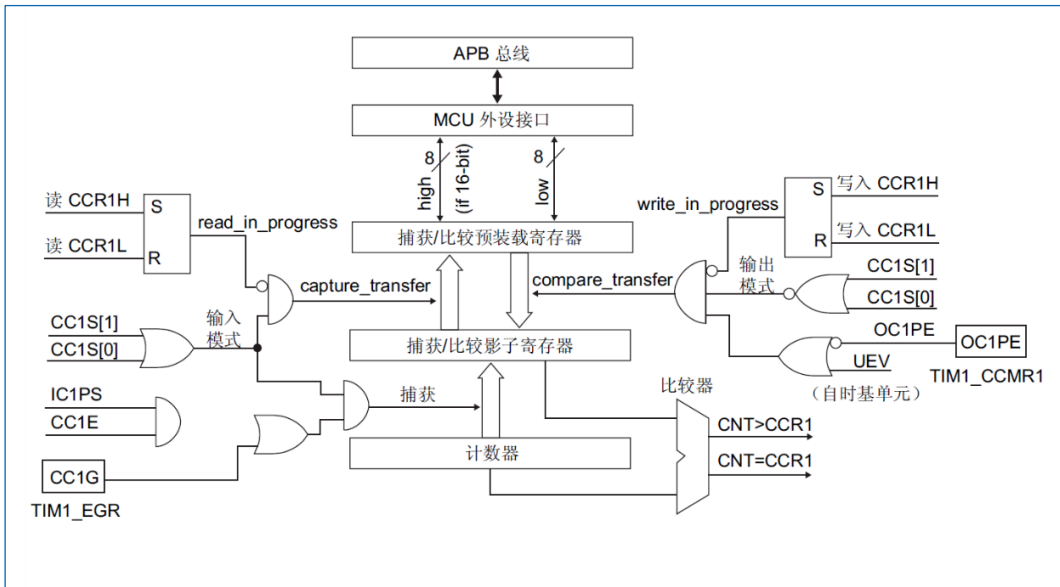 APB 总线
MCU 外设接口
8
high
(if 16-bit)
8
low
读 CCR1H
S
读 CCR1L
R
read_in_progress
write_in_progress
S
写入 CCR1H
R
写入 CCR1L
捕获/比较预装载寄存器
capture_transfer
compare_transfer
输出
模式
CC1S[1]
CC1S[0]
CC1S[1]
CC1S[0]
输入
模式
捕获/比较影子寄存器
OC1PE
OC1PE
UEV
TIM1_CCMR1
(自时基单元)
IC1PS
CC1E
捕获
比较器
CNT>CCR1
CNT=CCR1
计数器
CC1G
TIM1_EGR